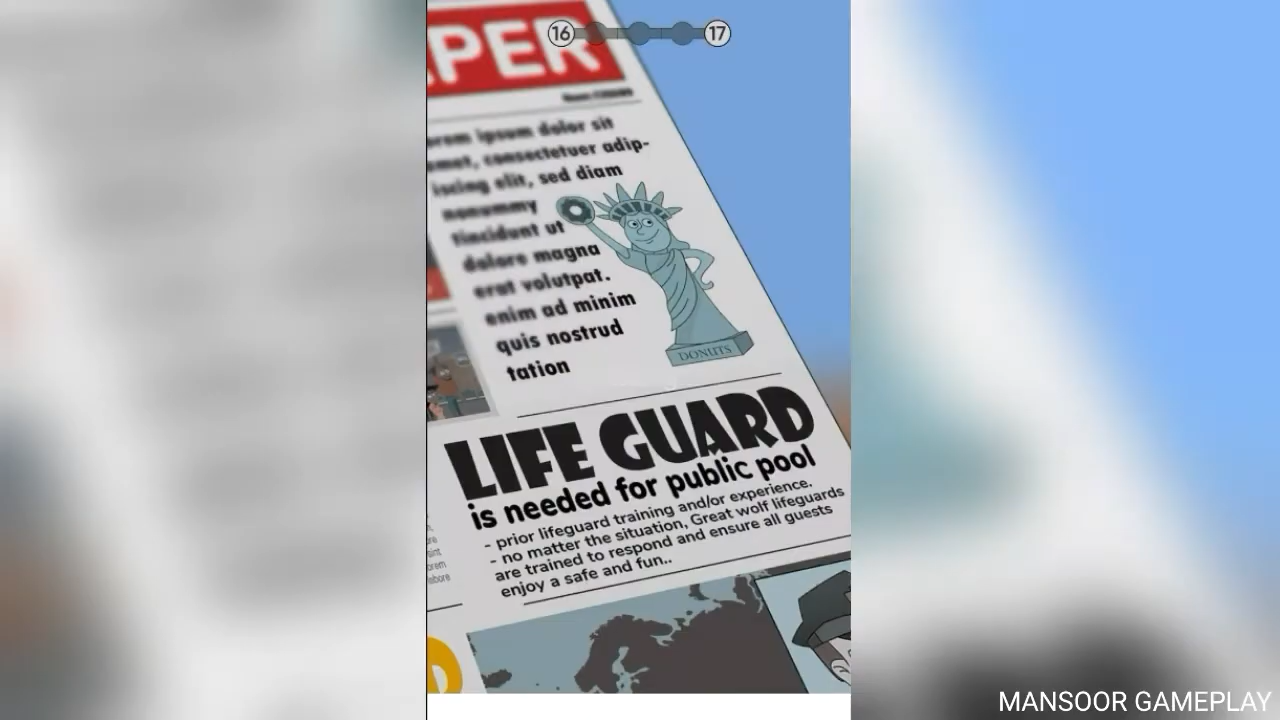 16 17
PER
orem ipsum dolor sit
amet, consectetuer adip-
iscing elit, sed diam
nonummy
tincidunt ut
dolore magna
erat volutpat.
enim ad minim
quis nostrud
tation
DONUTS
LIFE GUARD
is needed for public pool
- prior lifeguard training and/or experience.
- no matter the situation, Great wolf lifeguards
are trained to respond and ensure all guests
enjoy a safe and fun..
orem
lebore
D
MANSOOR GAMEPLAY